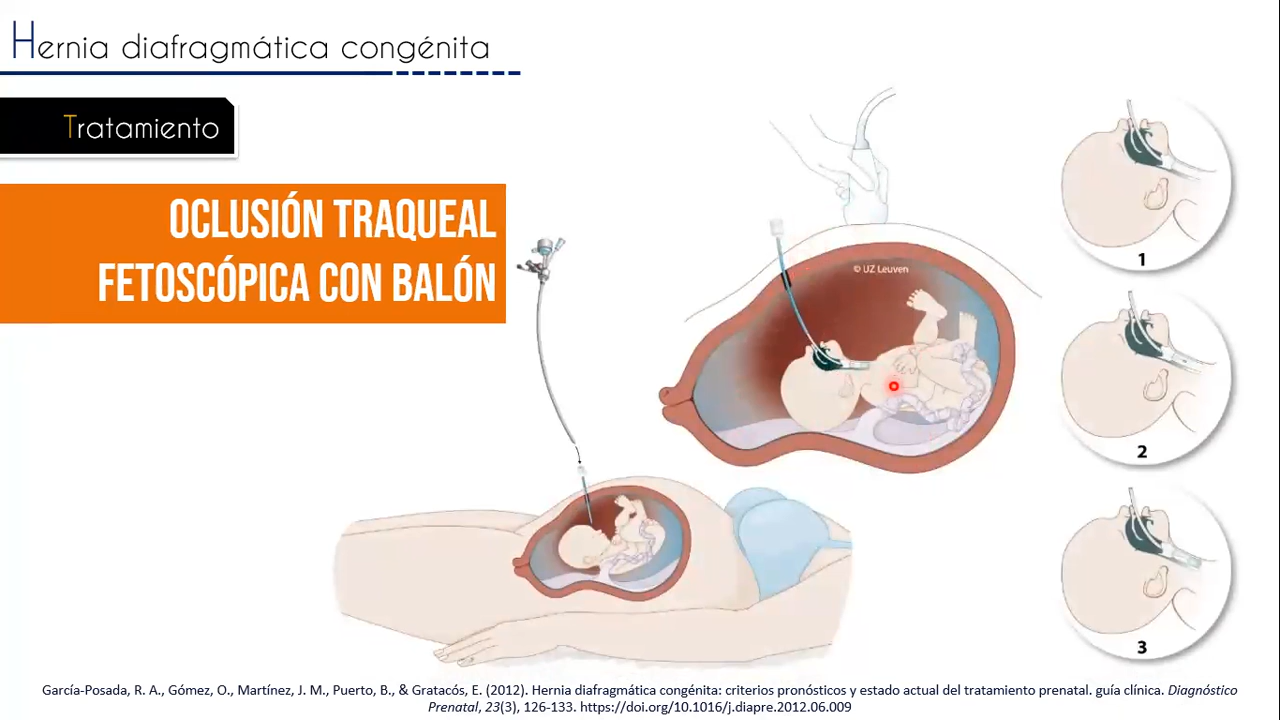 Hernia diafragmática congénita
Tratamiento
OCLUSIÓN TRAQUEAL
FETOSCÓPICA CON BALÓN
© UZ Leuven
1
2
3
García-Posada, R. A., Gómez, O., Martínez, J. M., Puerto, B., & Gratacós, E. (2012). Hernia diafragmática congénita: criterios pronósticos y estado actual del tratamiento prenatal. guía clínica. Diagnóstico
Prenatal, 23(3), 126-133. https://doi.org/10.1016/j.diapre.2012.06.009